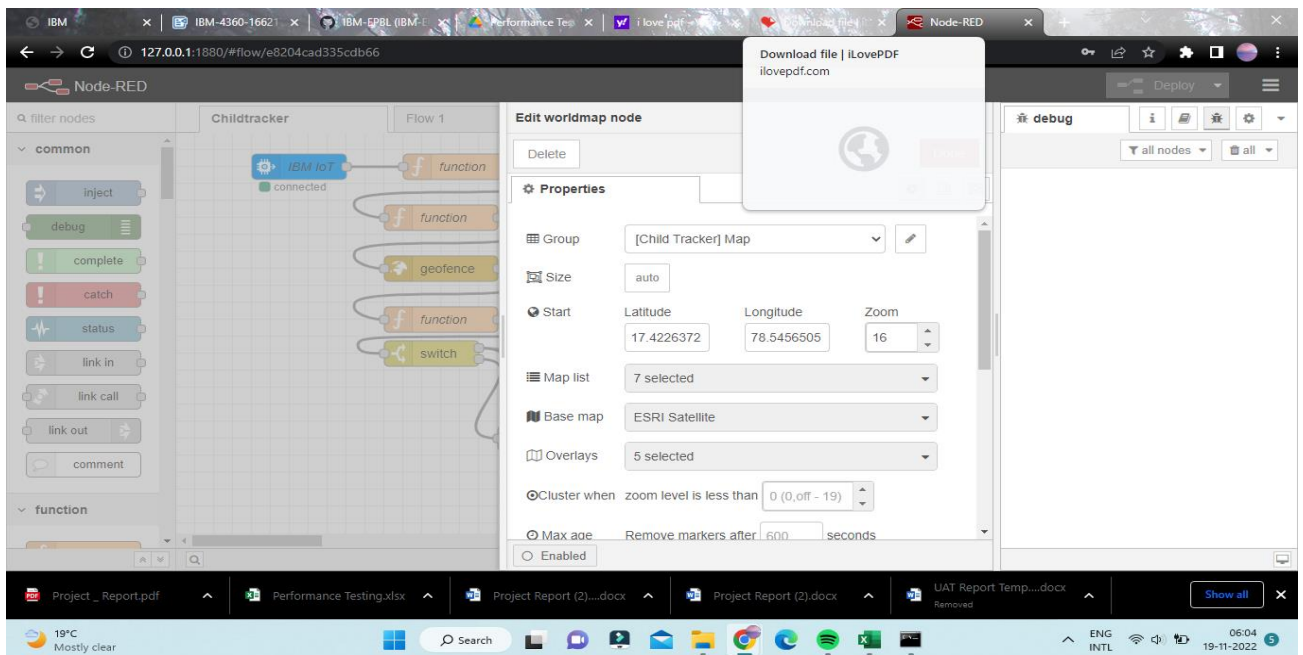 IBM
IBM-4360-16621
IBM-EPBL (IBM-E
Performance Tes
i love pdf - Y
Node-RED
127.0.0.1:1880/#flow/e8204cad335cdb66
Download file | iLovePDF
ilovepdf.com
Node-RED
Deploy
filter nodes
common
inject
debug
complete
catch
status
link in
link call
link out
comment
function
Childtracker
Flow 1
IBM IoT
connected
function
function
geofence
function
switch
Edit worldmap node
Delete
Properties
Group [Child Tracker] Map
Size auto
Start Latitude Longitude Zoom
17.4226372 78.5456505 16
Map list 7 selected
Base map ESRI Satellite
Overlays 5 selected
Cluster when zoom level is less than 0 (0,off - 19)
Max age Remove markers after 600 seconds
Enabled
debug
all nodes all
Project _ Report.pdf
Performance Testing.xlsx
Project Report (2)....docx
Project Report (2).docx
UAT Report Temp....docx
Removed
Show all
19°C
Mostly clear
Search
ENG
INTL
06:04
19-11-2022
5